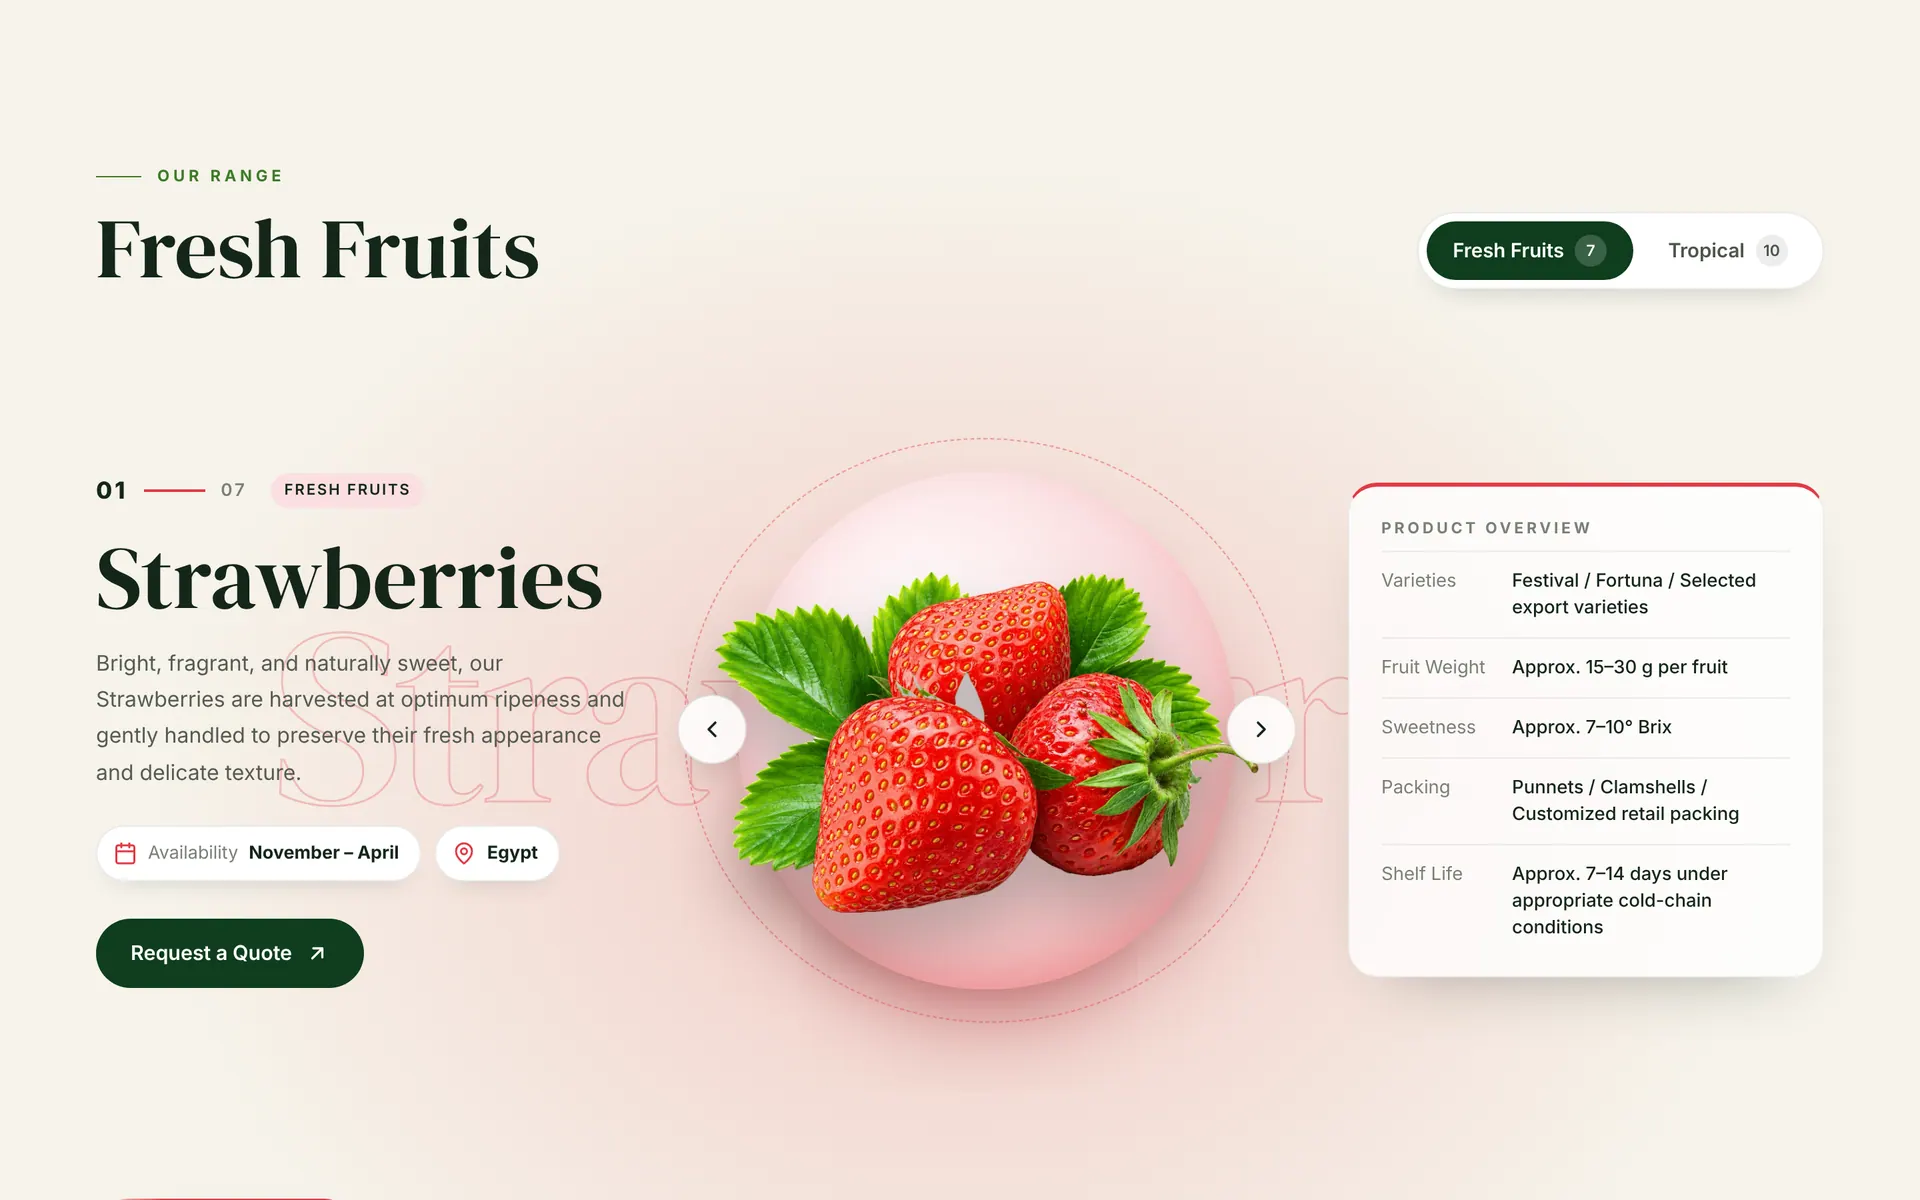 OUR RANGE
Fresh Fruits
Fresh Fruits 7
Tropical 10
01 07 FRESH FRUITS
Strawberries
Bright, fragrant, and naturally sweet, our
Strawberries are harvested at optimum ripeness and
gently handled to preserve their fresh appearance
and delicate texture.
Availability November – April
Egypt
Request a Quote
PRODUCT OVERVIEW
Varieties Festival / Fortuna / Selected
export varieties
Fruit Weight Approx. 15–30 g per fruit
Sweetness Approx. 7–10° Brix
Packing Punnets / Clamshells /
Customized retail packing
Shelf Life Approx. 7–14 days under
appropriate cold-chain
conditions